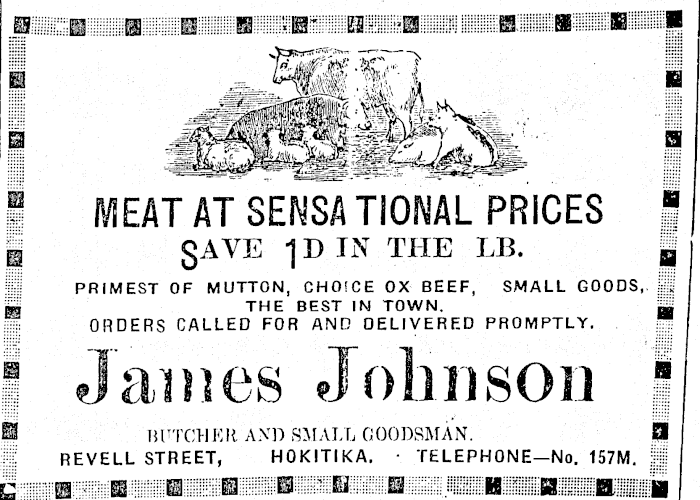 MEAT AT SENSATIONAL PRICES
SAVE 1D IN THE LB.
PRIMEST OF MUTTON, CHOICE OX BEEF, SMALL GOODS,
THE BEST IN TOWN.
ORDERS CALLED FOR AND DELIVERED PROMPTLY.
James Johnson
BUTCHER AND SMALL GOODSMAN.
REVELL STREET, HOKITIKA. TELEPHONE—No. 157M.